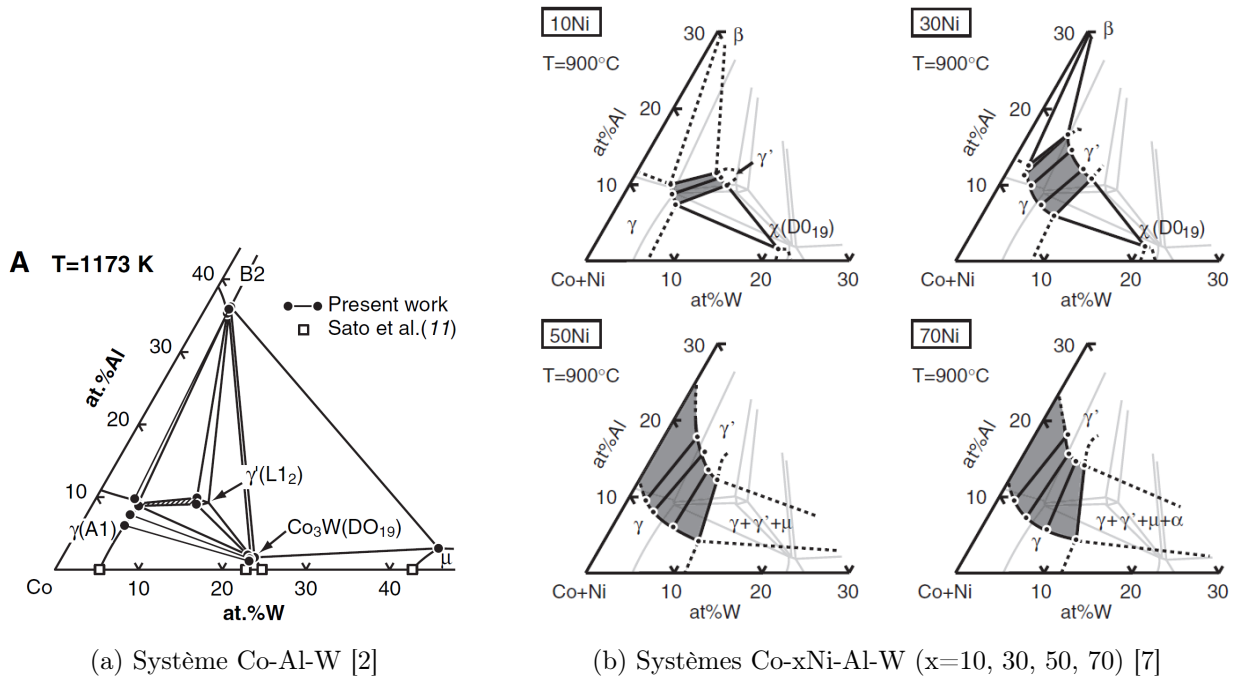 A T=1173 K
40
B2
Present work
Sato et al.(11)
30
at.%Al
20
10
γ'(L1₂)
γ(A1)
Co₃W(DO₁₉)
μ
Co
10
20
30
40
at.%W
(a) Système Co-Al-W [2]
10Ni
T=900°C
30
β
20
at%Al
10
γ'
γ
χ(D0₁₉)
Co+Ni
10
20
30
at%W
30Ni
T=900°C
30
β
20
at%Al
10
γ'
γ
χ(D0₁₉)
Co+Ni
10
20
30
at%W
50Ni
T=900°C
30
20
at%Al
γ'
10
γ
γ+γ'+μ
Co+Ni
10
20
30
at%W
70Ni
T=900°C
30
20
at%Al
γ'
10
γ
γ+γ'+μ+α
Co+Ni
10
20
30
at%W
(b) Systèmes Co-xNi-Al-W (x=10, 30, 50, 70) [7]